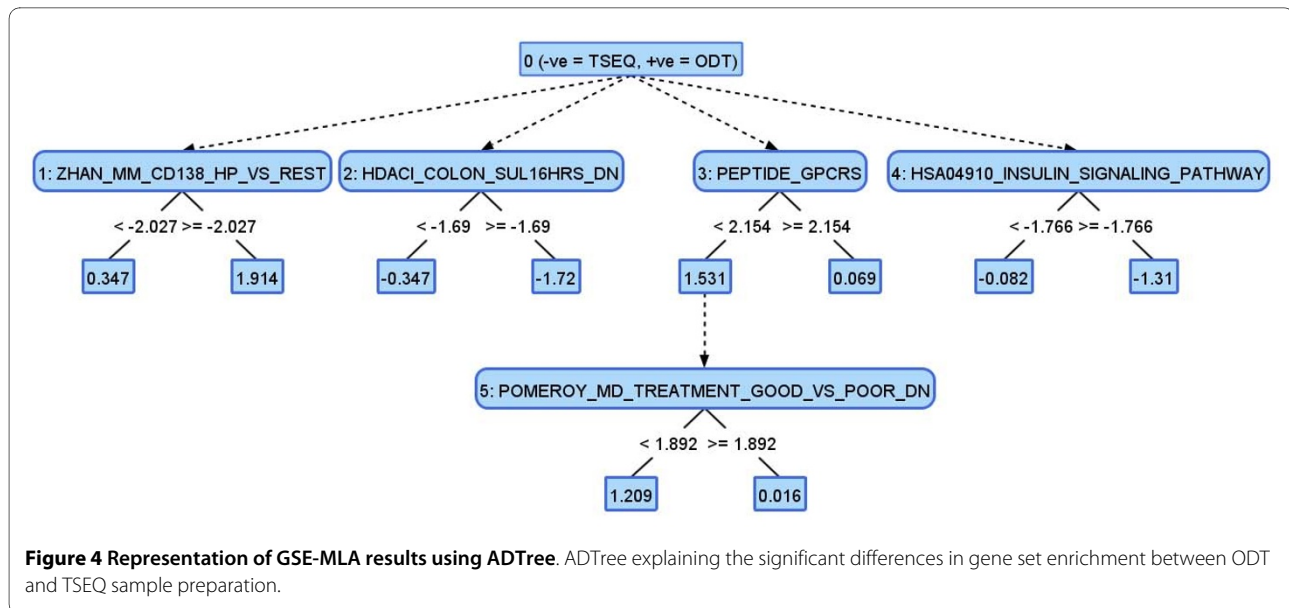 0 (-ve = TSEQ, +ve = ODT)
1: ZHAN_MM_CD138_HP_VS_REST
2: HDACI_COLON_SUL16HRS_DN
3: PEPTIDE_GPCRS
4: HSA04910_INSULIN_SIGNALING_PATHWAY
< -2.027 >= -2.027
< -1.69 >= -1.69
< 2.154 >= 2.154
< -1.766 >= -1.766
0.347
1.914
-0.347
-1.72
1.531
0.069
-0.082
-1.31
5: POMEROY_MD_TREATMENT_GOOD_VS_POOR_DN
< 1.892 >= 1.892
1.209
0.016
Figure 4 Representation of GSE-MLA results using ADTree. ADTree explaining the significant differences in gene set enrichment between ODT
and TSEQ sample preparation.